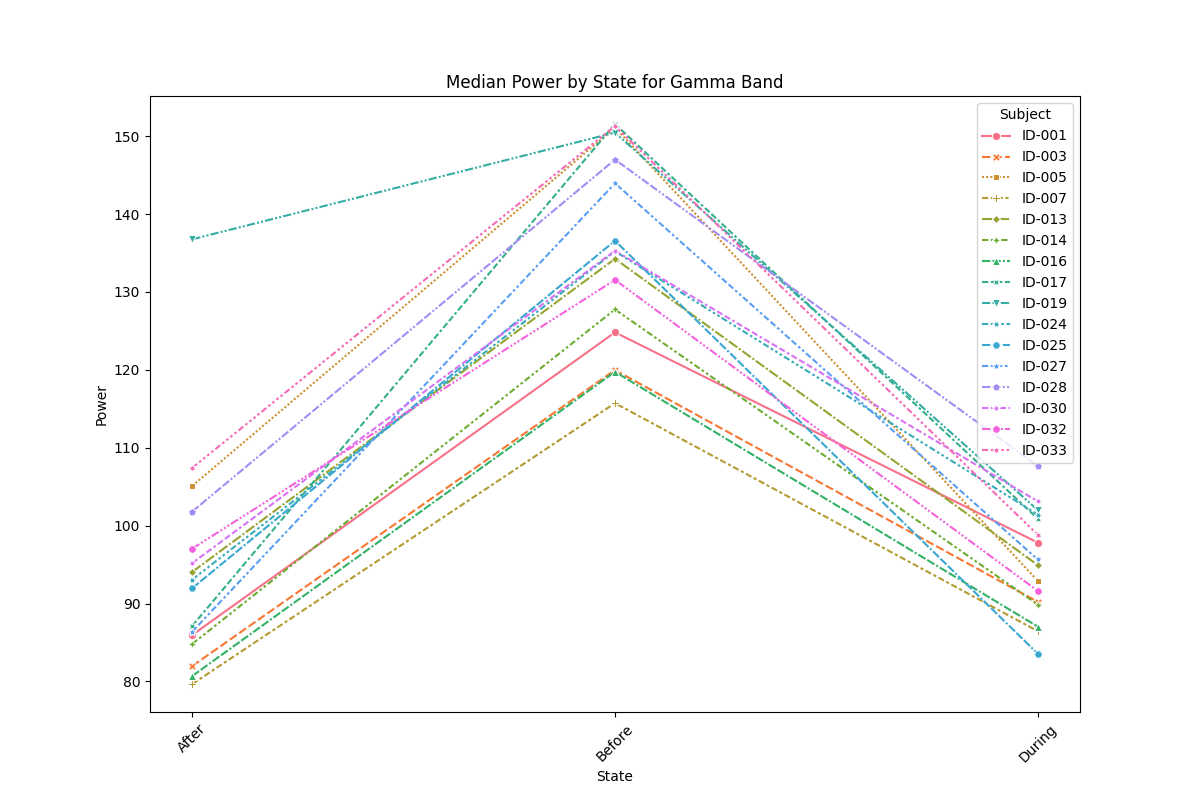 Median Power by State for Gamma Band
Power
150
140
130
120
110
100
90
80
Subject
ID-001
ID-003
ID-005
ID-007
ID-013
ID-014
ID-016
ID-017
ID-019
ID-024
ID-025
ID-027
ID-028
ID-030
ID-032
ID-033
After
Before
During
State